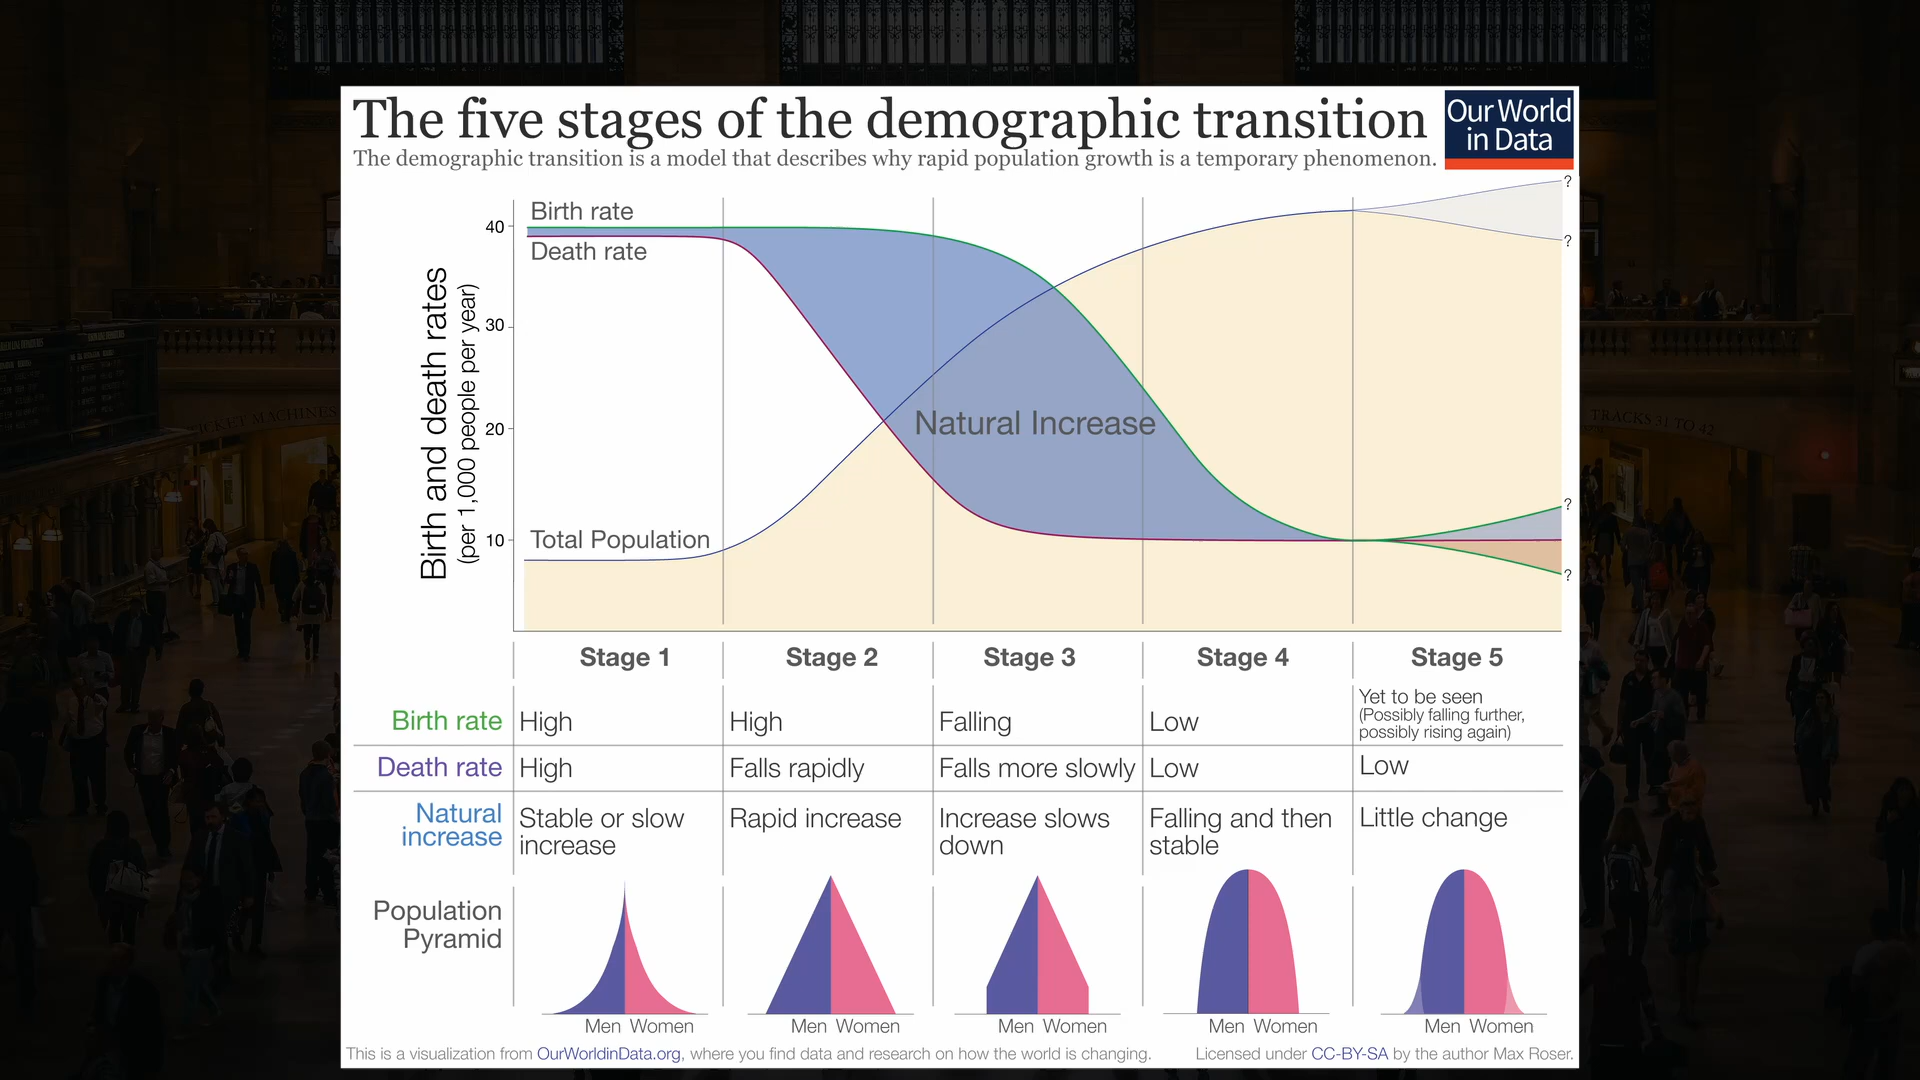 The five stages of the demographic transition
Our World
in Data
The demographic transition is a model that describes why rapid population growth is a temporary phenomenon.
Birth and death rates
(per 1,000 people per year)
40
30
20
10
Birth rate
Death rate
Total Population
Natural Increase
?
?
?
?
Stage 1
Stage 2
Stage 3
Stage 4
Stage 5
Birth rate
High
High
Falling
Low
Yet to be seen
(Possibly falling further,
possibly rising again)
Death rate
High
Falls rapidly
Falls more slowly
Low
Low
Natural
increase
Stable or slow
increase
Rapid increase
Increase slows
down
Falling and then
stable
Little change
Population
Pyramid
Men Women
Men Women
Men Women
Men Women
Men Women
This is a visualization from OurWorldinData.org, where you find data and research on how the world is changing.
Licensed under CC-BY-SA by the author Max Roser.
TICKET MACHINES
TRACKS 31 TO 42